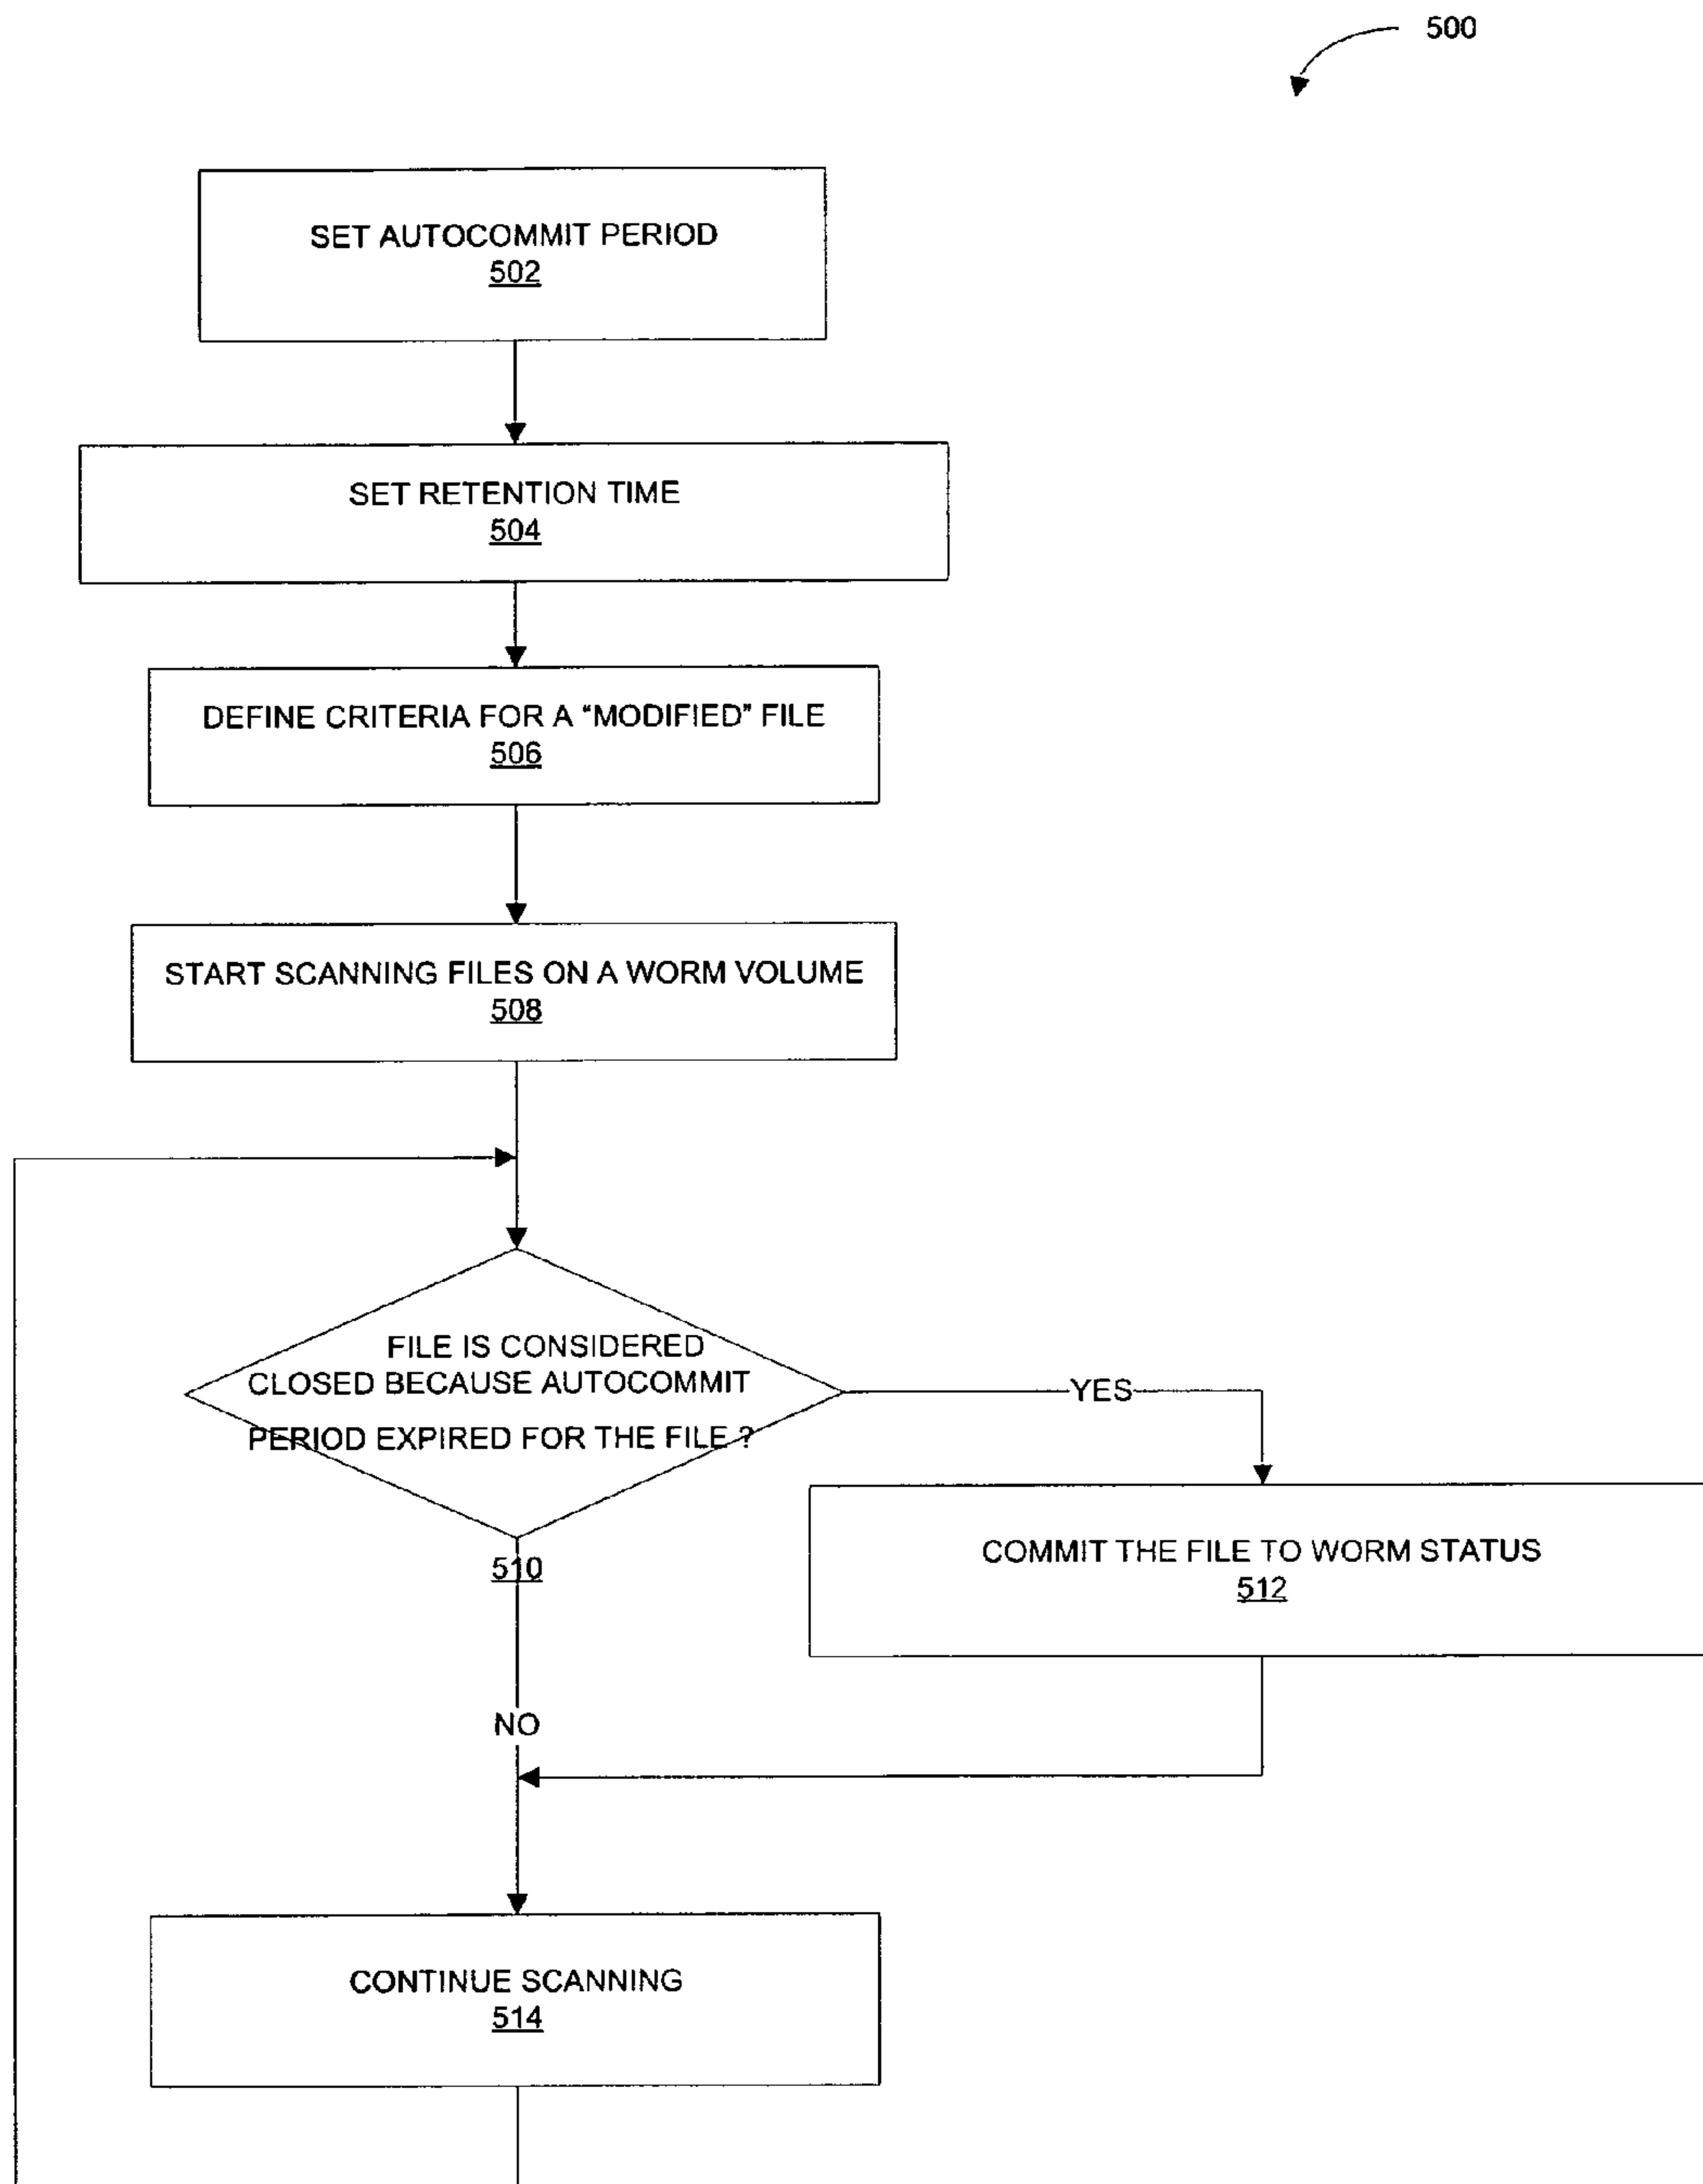 500
SET AUTOCOMMIT PERIOD
502
SET RETENTION TIME
504
DEFINE CRITERIA FOR A “MODIFIED” FILE
506
START SCANNING FILES ON A WORM VOLUME
508
FILE IS CONSIDERED
CLOSED BECAUSE AUTOCOMMIT
PERIOD EXPIRED FOR THE FILE ?
YES
510
COMMIT THE FILE TO WORM STATUS
512
NO
CONTINUE SCANNING
514